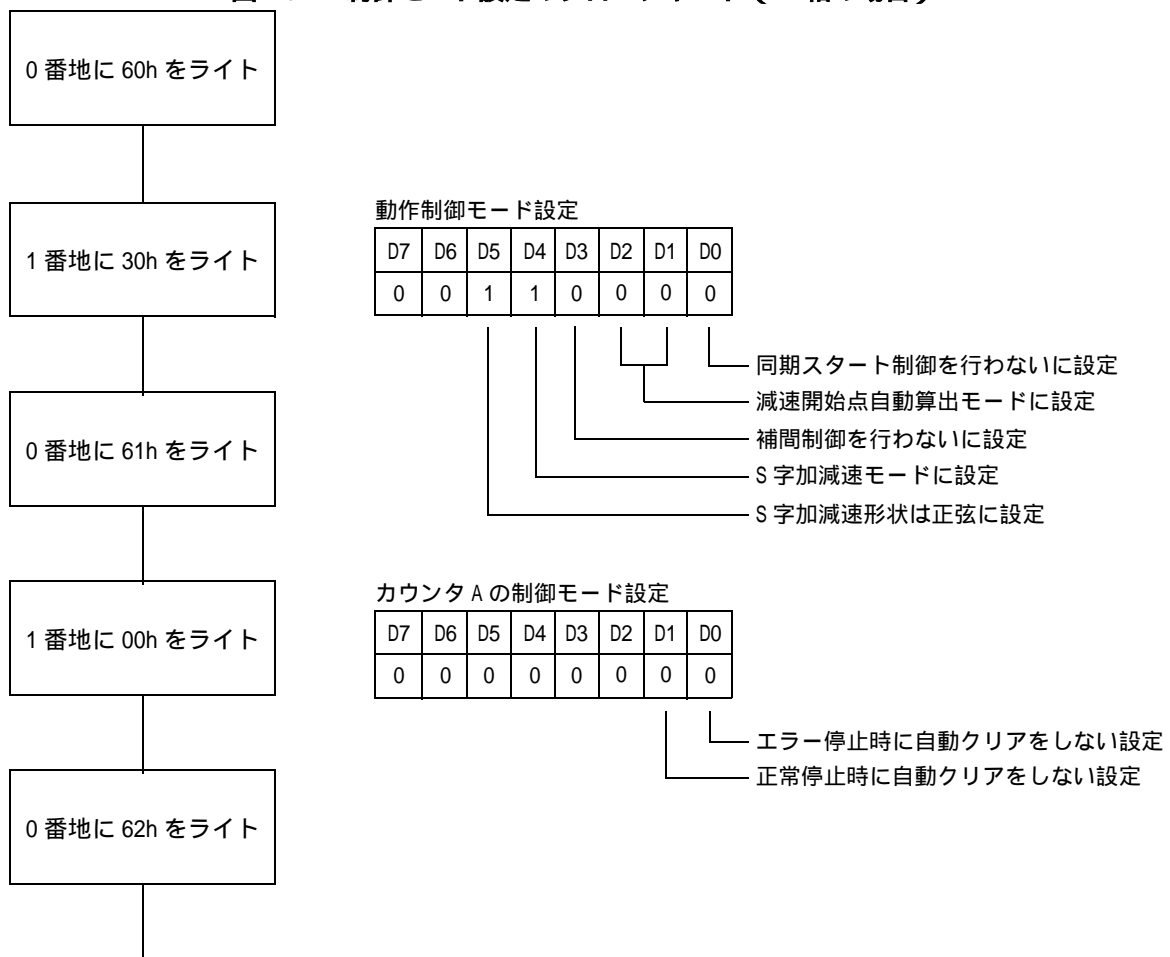 0 番地に 60h をライト
1 番地に 30h をライト
動作制御モード設定
D7 D6 D5 D4 D3 D2 D1 D0
0 0 1 1 0 0 0 0
同期スタート制御を行わないに設定
減速開始点自動算出モードに設定
補間制御を行わないに設定
S 字加減速モードに設定
S 字加減速形状は正弦に設定
0 番地に 61h をライト
1 番地に 00h をライト
カウンタ A の制御モード設定
D7 D6 D5 D4 D3 D2 D1 D0
0 0 0 0 0 0 0 0
エラー停止時に自動クリアをしない設定
正常停止時に自動クリアをしない設定
0 番地に 62h をライト